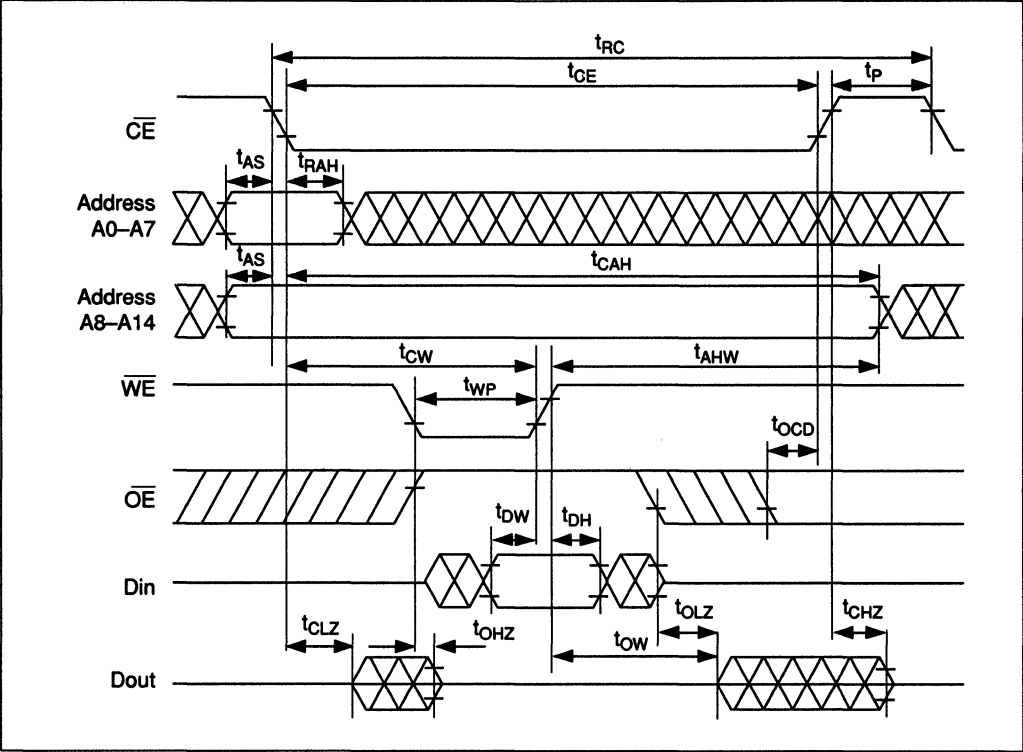 tRC
tCE
tP
CE
tAS
tRAH
Address
A0–A7
tAS
tCAH
Address
A8–A14
tCW
tAHW
WE
tWP
tOCD
OE
tDW
tDH
Din
tCLZ
tOHZ
tOLZ
tCHZ
tOW
Dout